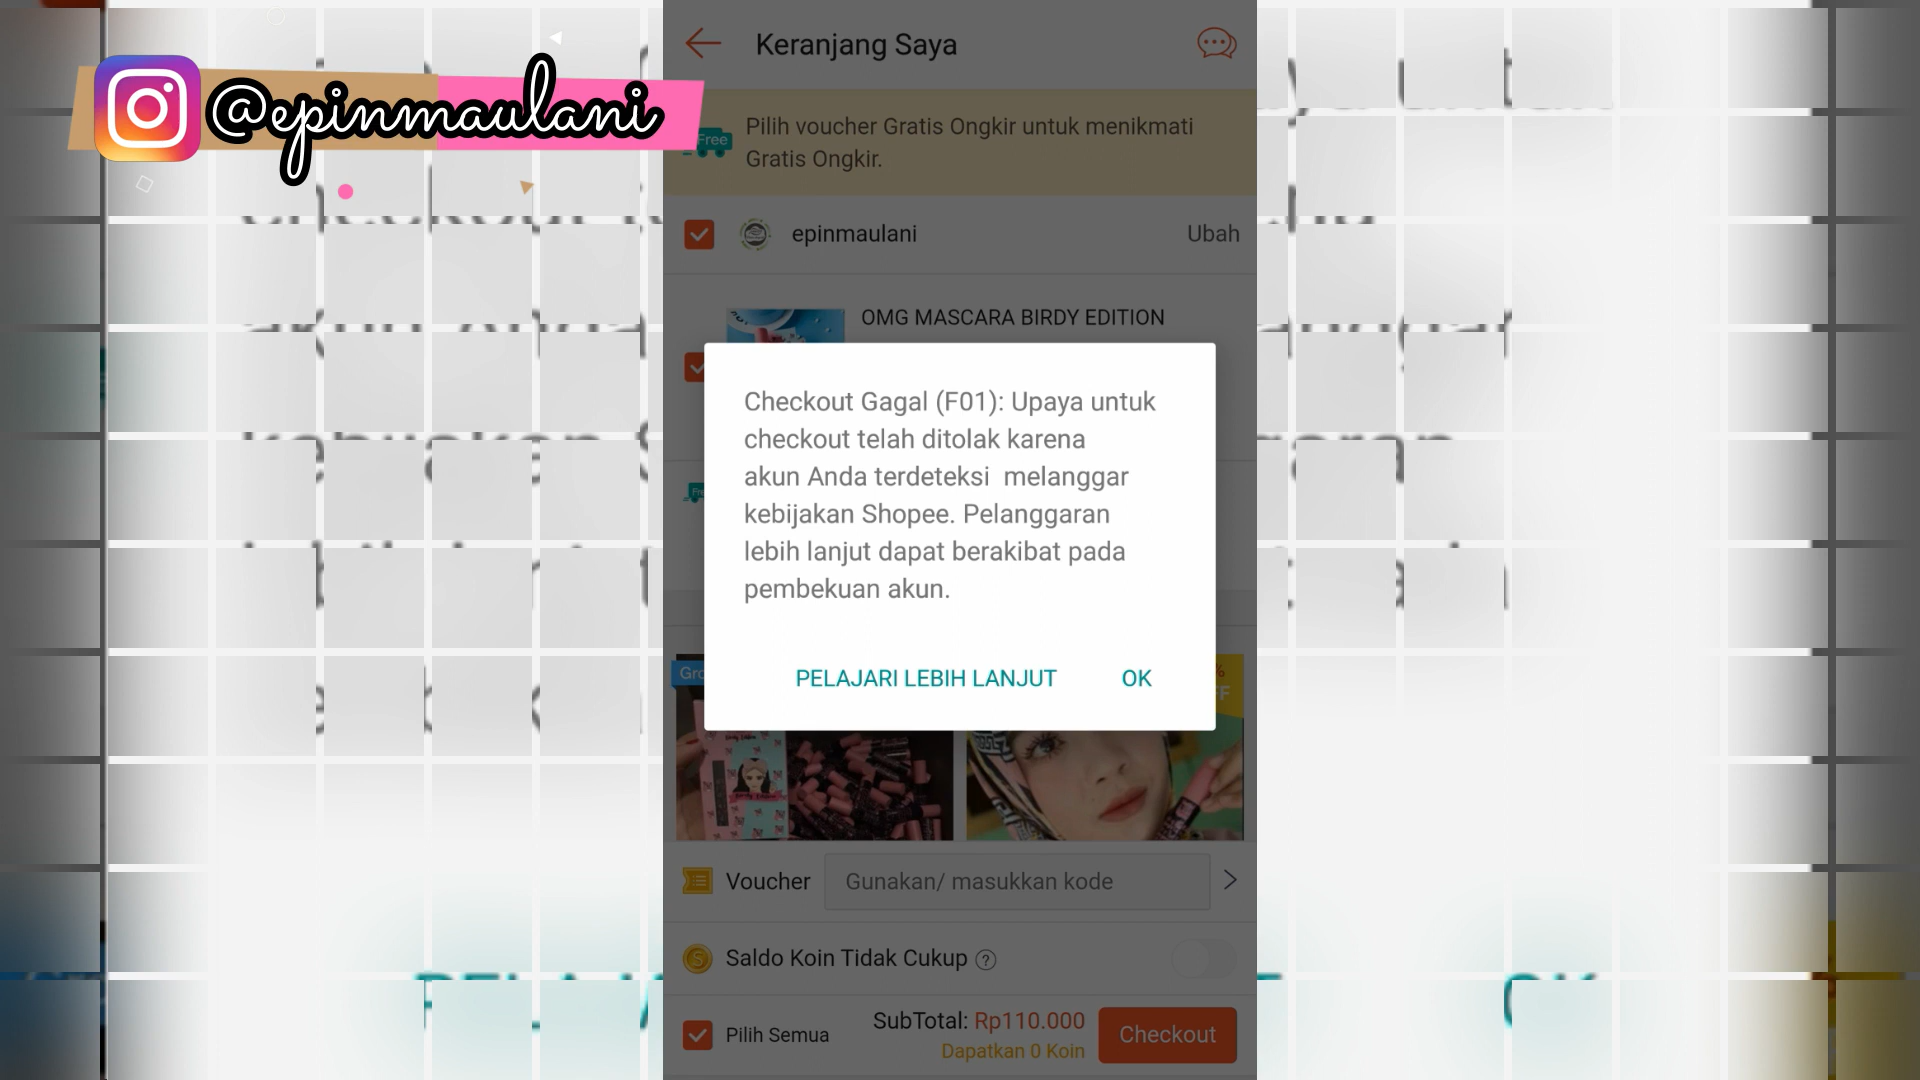 @epinmaulani
Keranjang Saya
Free
Pilih voucher Gratis Ongkir untuk menikmati
Gratis Ongkir.
epinmaulani
Ubah
OMG MASCARA BIRDY EDITION
Checkout Gagal (F01): Upaya untuk
checkout telah ditolak karena
akun Anda terdeteksi  melanggar
kebijakan Shopee. Pelanggaran
lebih lanjut dapat berakibat pada
pembekuan akun.
PELAJARI LEBIH LANJUT
OK
Voucher
Gunakan/ masukkan kode
Saldo Koin Tidak Cukup ?
Pilih Semua
SubTotal: Rp110.000
Dapatkan 0 Koin
Checkout